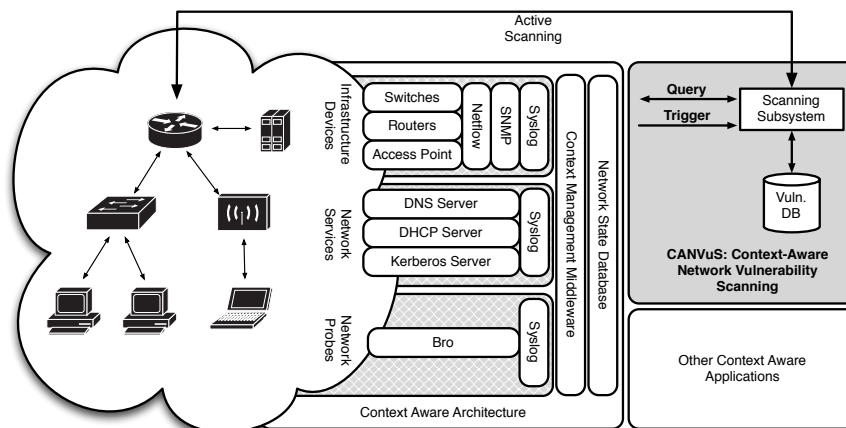 Active
Scanning
Infrastructure
Devices
Switches
Routers
Access Point
Netflow
SNMP
Syslog
Network
Services
DNS Server
DHCP Server
Kerberos Server
Syslog
Network
Probes
Bro
Syslog
Context Management Middleware
Network State Database
Context Aware Architecture
Query
Trigger
Scanning
Subsystem
Vuln.
DB
CANVuS: Context-Aware
Network Vulnerability
Scanning
Other Context Aware
Applications